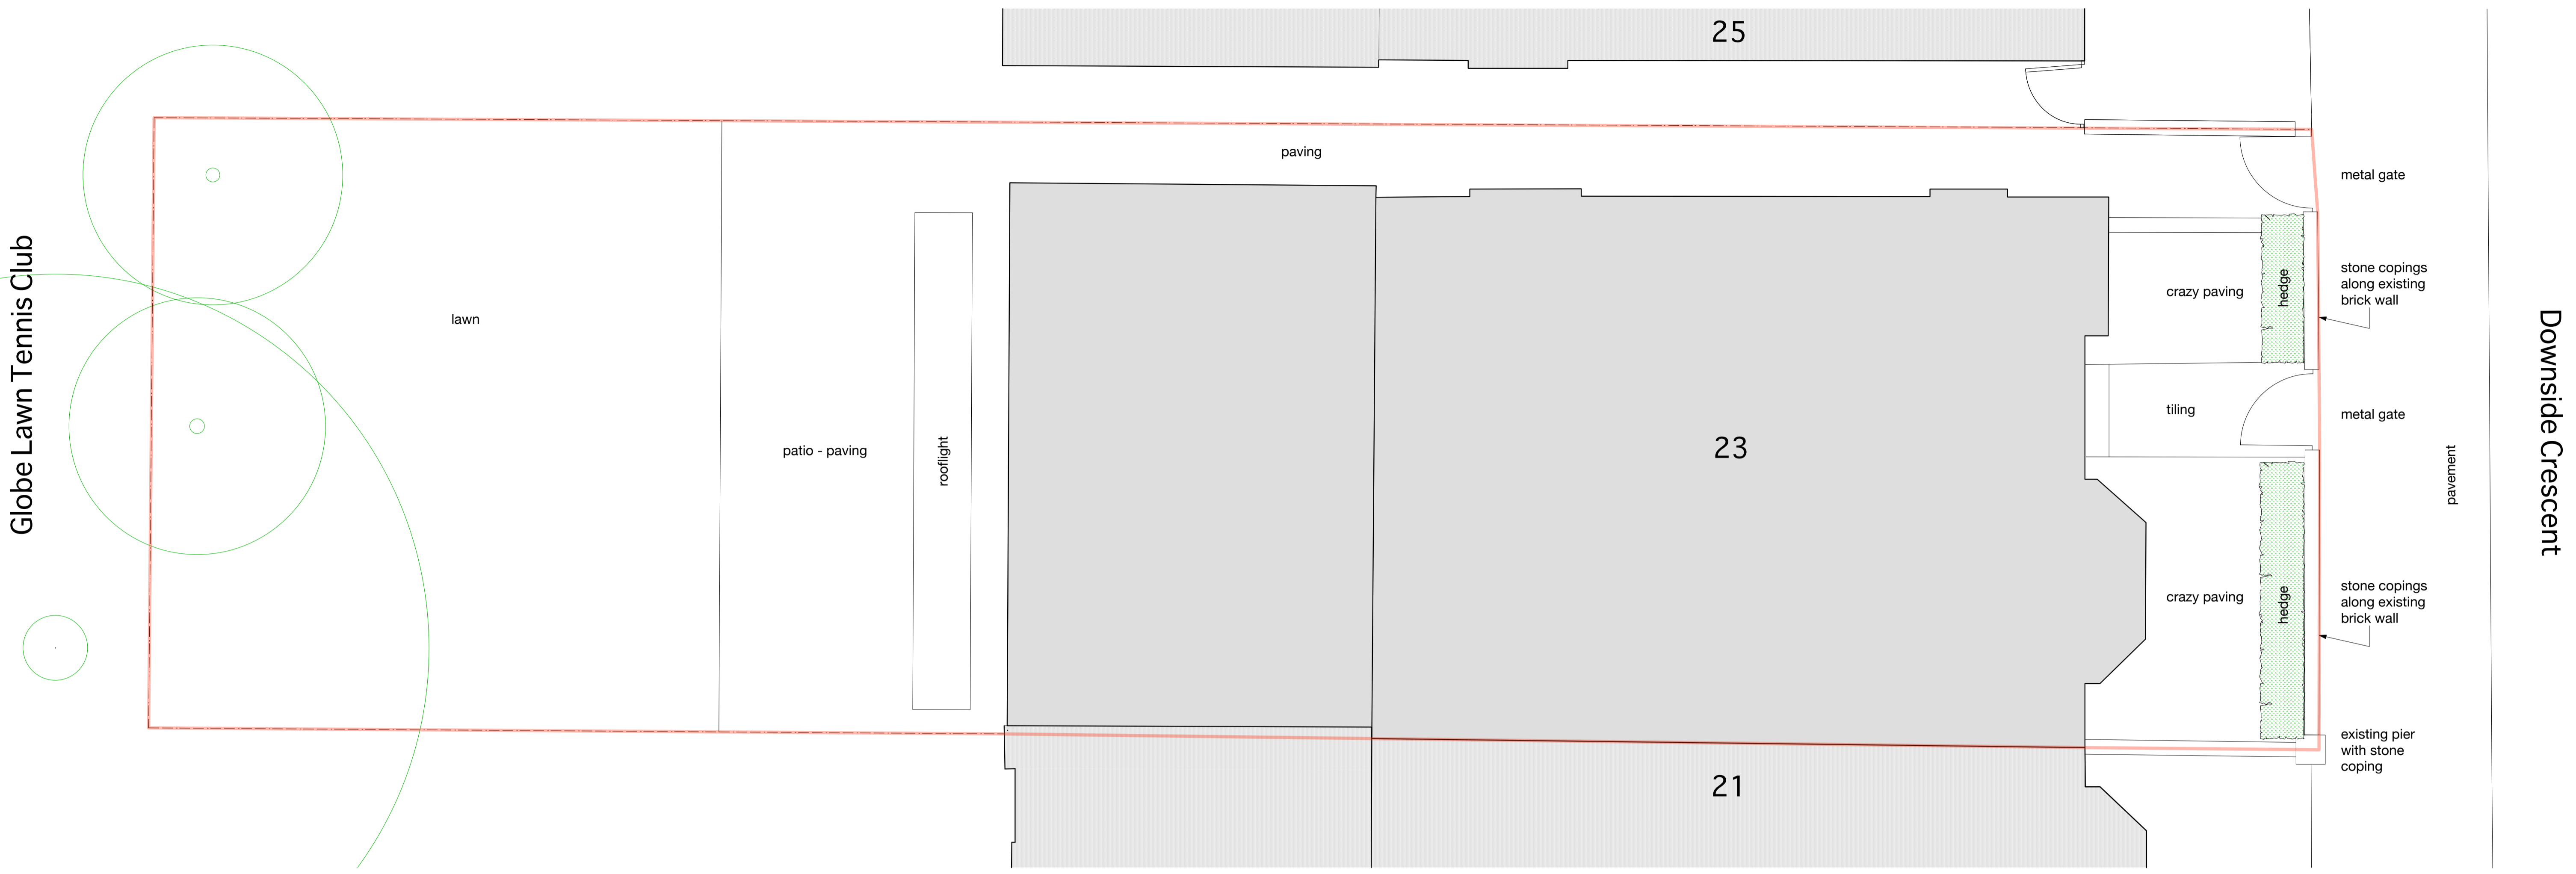 25
paving
metal gate
Globe Lawn Tennis Club
lawn
crazy paving
hedge
stone copings
along existing
brick wall
Downside Crescent
patio - paving
rooflight
23
tiling
metal gate
pavement
crazy paving
hedge
stone copings
along existing
brick wall
21
existing pier
with stone
coping